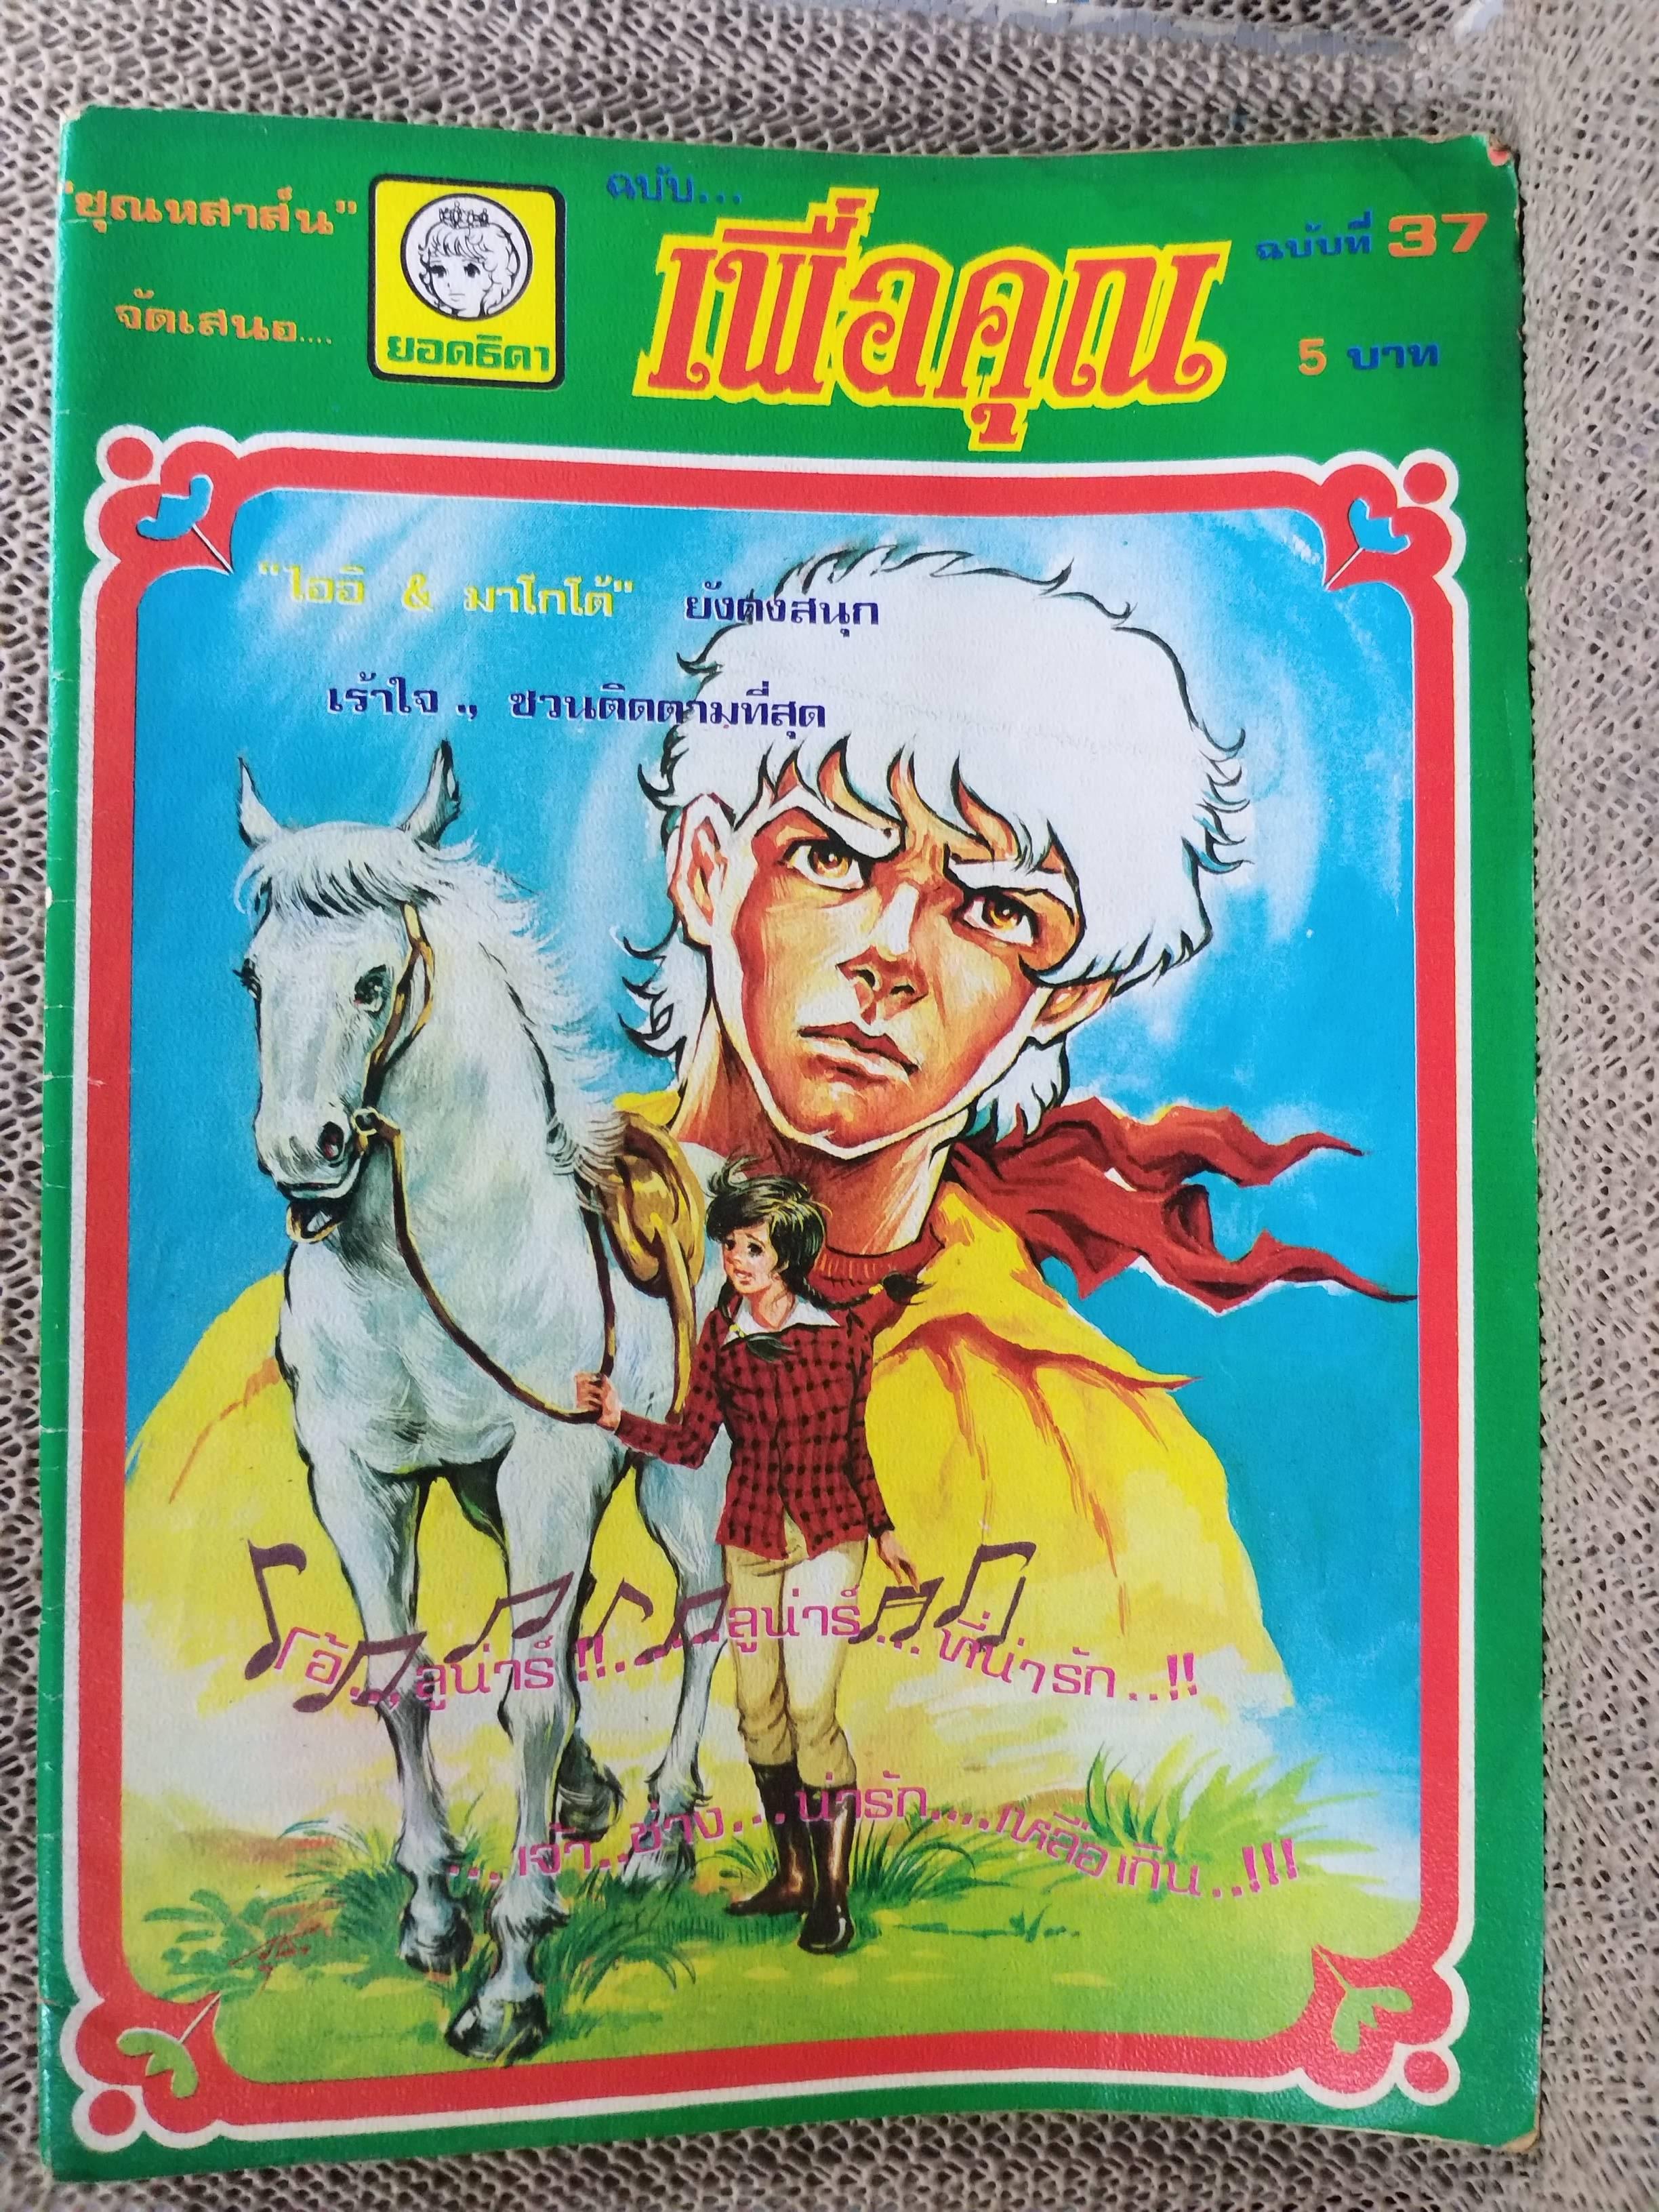 "ยุณหสาส์น"
จัดเสนอ....
ยอดธิดา
ฉบับ...
เพื่อคุณ
ฉบับที่ 37
5 บาท
"ไออิ & มาโกโต้" ยังคงสนุก
เร้าใจ ., ชวนติดตามที่สุด
โอ้..., ลูน่าร์ !!......ลูน่าร์... ที่น่ารัก..!!
...เจ้า..ช่าง...น่ารัก....เหลือเกิน..!!!